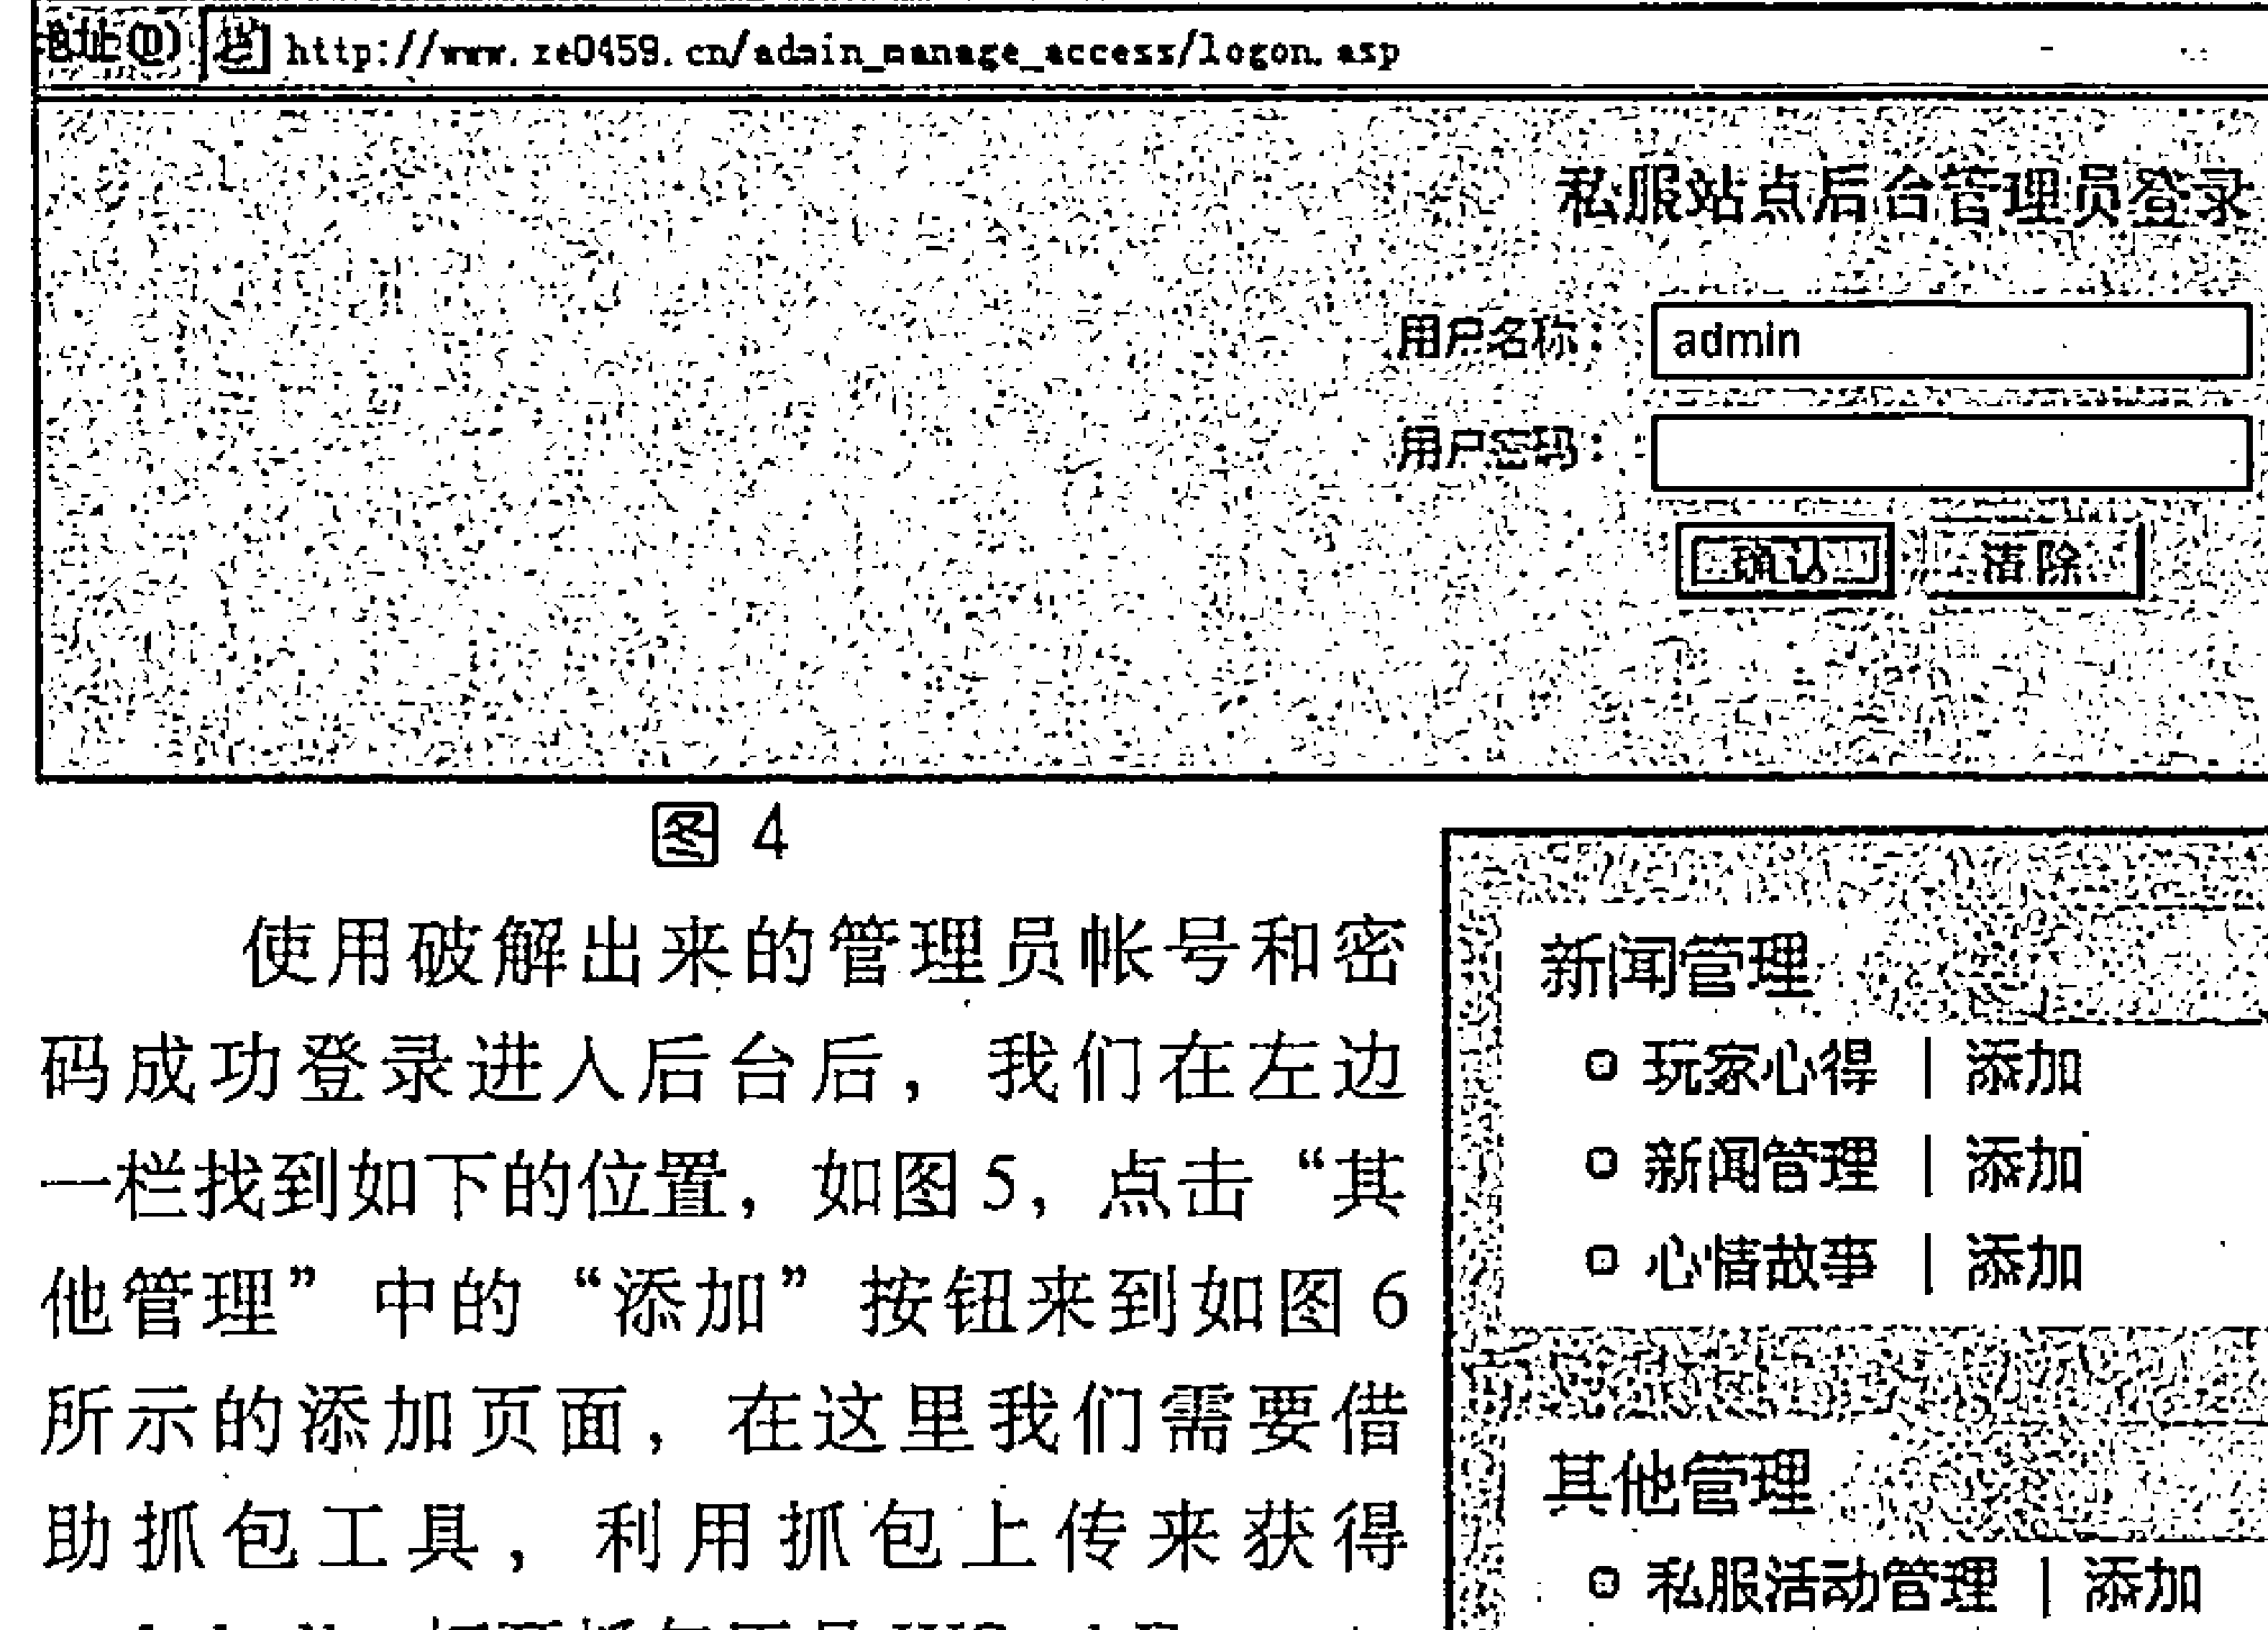 http://www.ze0459.cn/admin_manage_access/logon.asp
私服站点后台管理员登录
用户名称：
admin
用户密码：
确认
清除
图 4
使用破解出来的管理员帐号和密
码成功登录进入后台后，我们在左边
一栏找到如下的位置，如图 5，点击“其
他管理”中的“添加”按钮来到如图 6
所示的添加页面，在这里我们需要借
助抓包工具，利用抓包上传来获得
新闻管理
玩家心得 | 添加
新闻管理 | 添加
心情故事 | 添加
其他管理
私服活动管理 | 添加